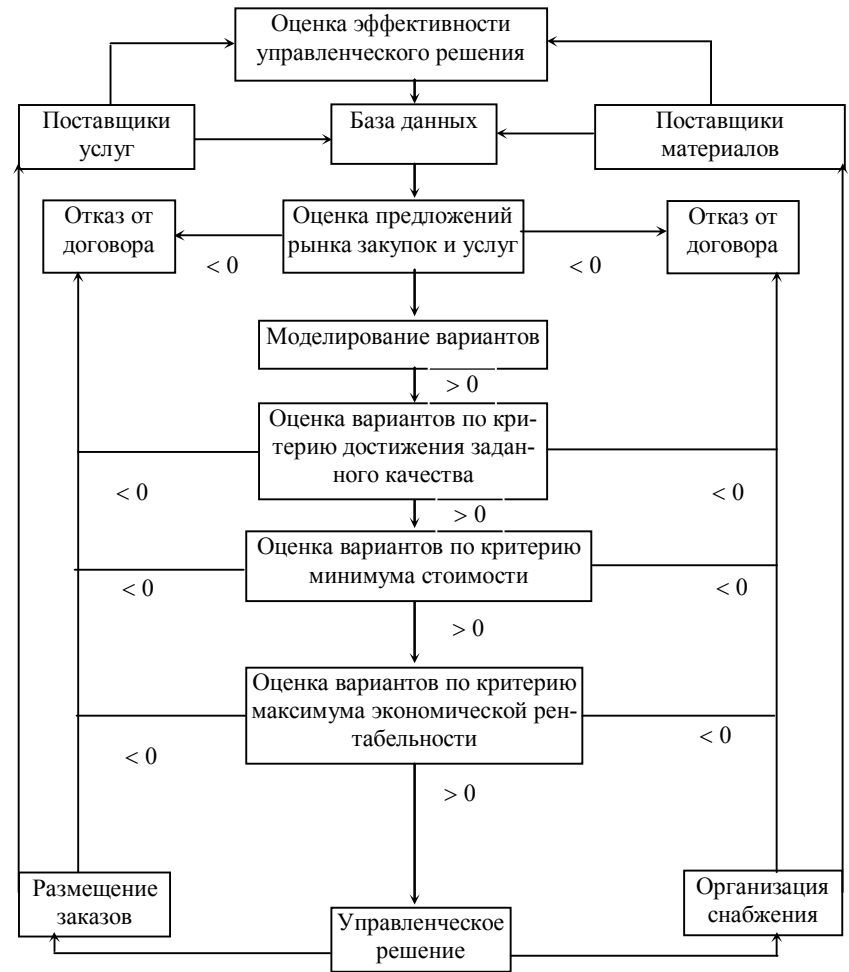 Оценка эффективности
управленческого решения
Поставщики
услуг
База данных
Поставщики
материалов
Отказ от
договора
Оценка предложений
рынка закупок и услуг
Отказ от
договора
< 0
< 0
Моделирование вариантов
> 0
Оценка вариантов по кри-
терию достижения задан-
ного качества
< 0
< 0
> 0
Оценка вариантов по критерию
минимума стоимости
< 0
< 0
> 0
Оценка вариантов по критерию
максимума экономической рен-
табельности
< 0
< 0
> 0
Размещение
заказов
Организация
снабжения
Управленческое
решение